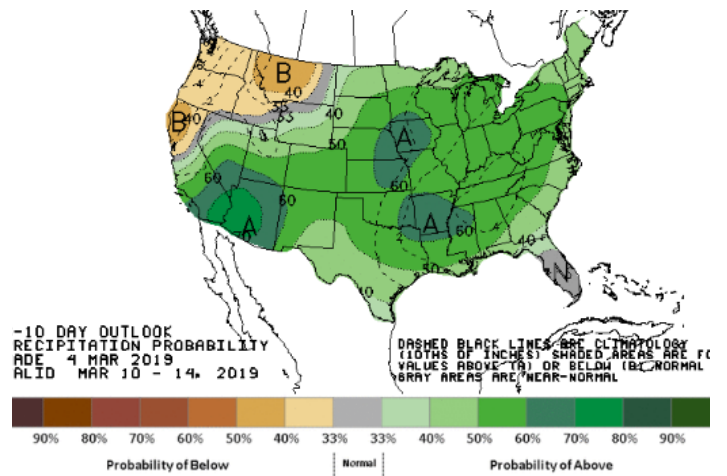 B
40
33
33
B
40
40
50
A
60
60
60
A
A
60
40
50
N
-10 DAY OUTLOOK
RECIPITATION PROBABILITY
ADE 4 MAR 2019
ALID MAR 10 - 14, 2019
DASHED BLACK LINES ARE CLIMATOLOGY
(10THS OF INCHES) SHADED AREAS ARE FO
VALUES ABOVE (A) OR BELOW (B) NORMAL
GRAY AREAS ARE NEAR-NORMAL
90% 80% 70% 60% 50% 40% 33% 33% 40% 50% 60% 70% 80% 90%
Probability of Below Normal Probability of Above